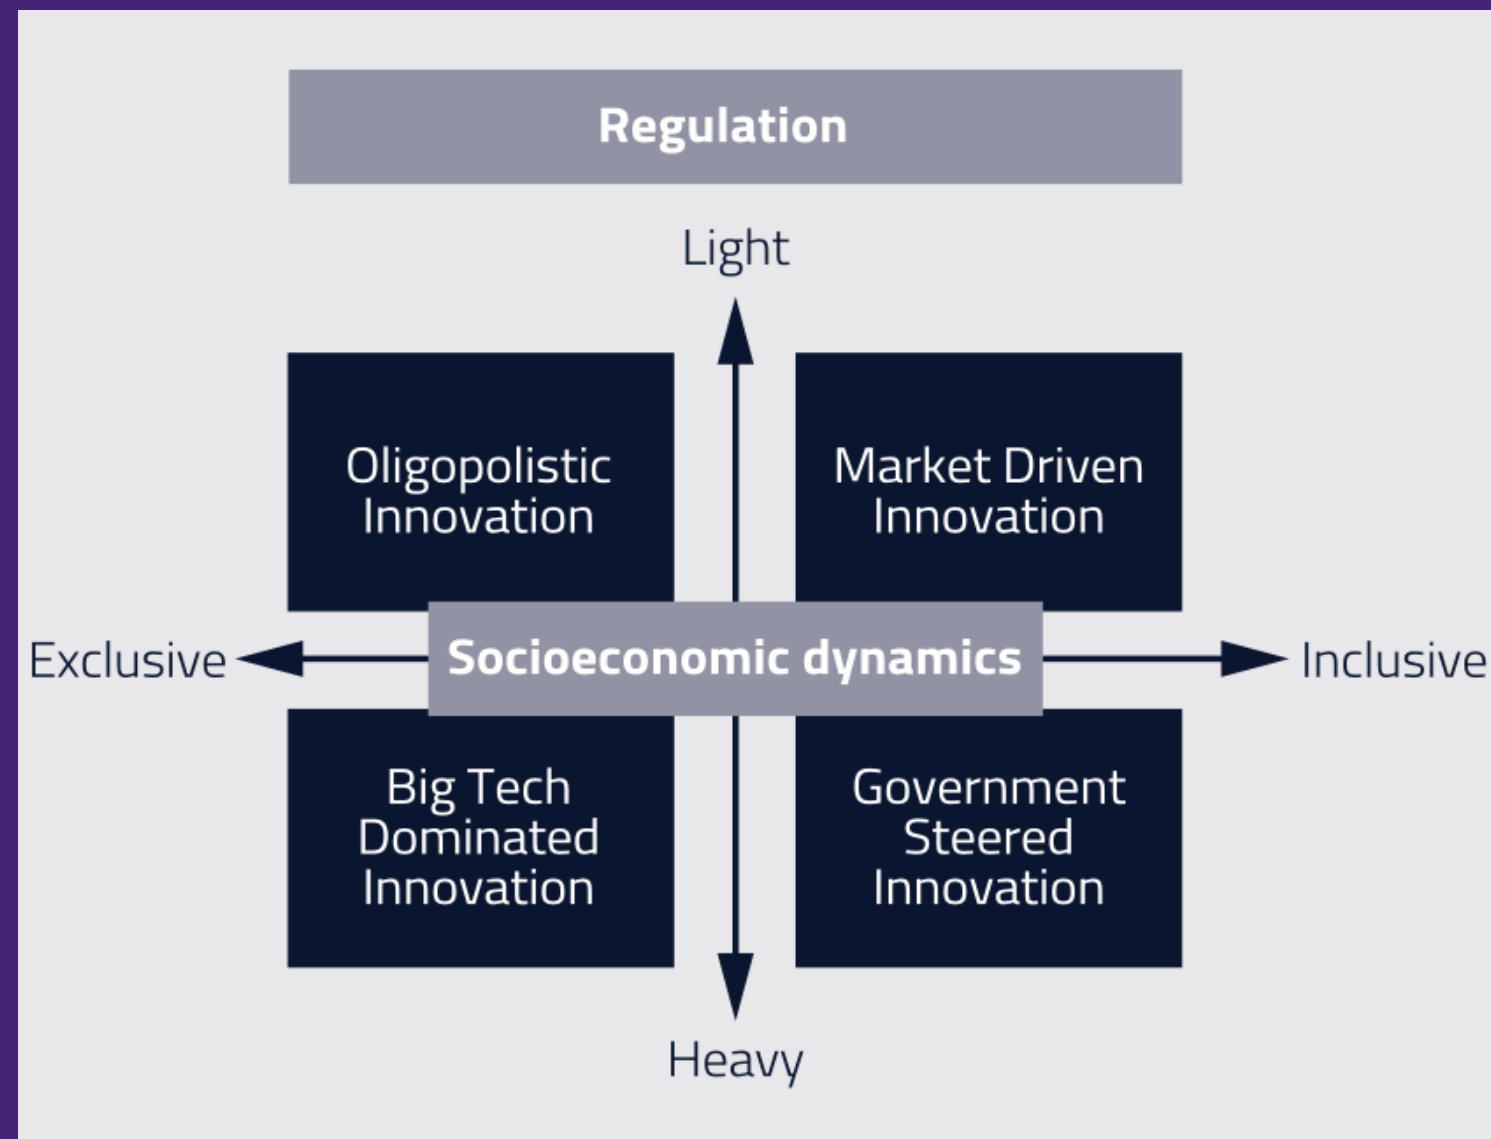 Regulation
Light
Oligopolistic
Innovation
Market Driven
Innovation
Exclusive
Socioeconomic dynamics
Inclusive
Big Tech
Dominated
Innovation
Government
Steered
Innovation
Heavy